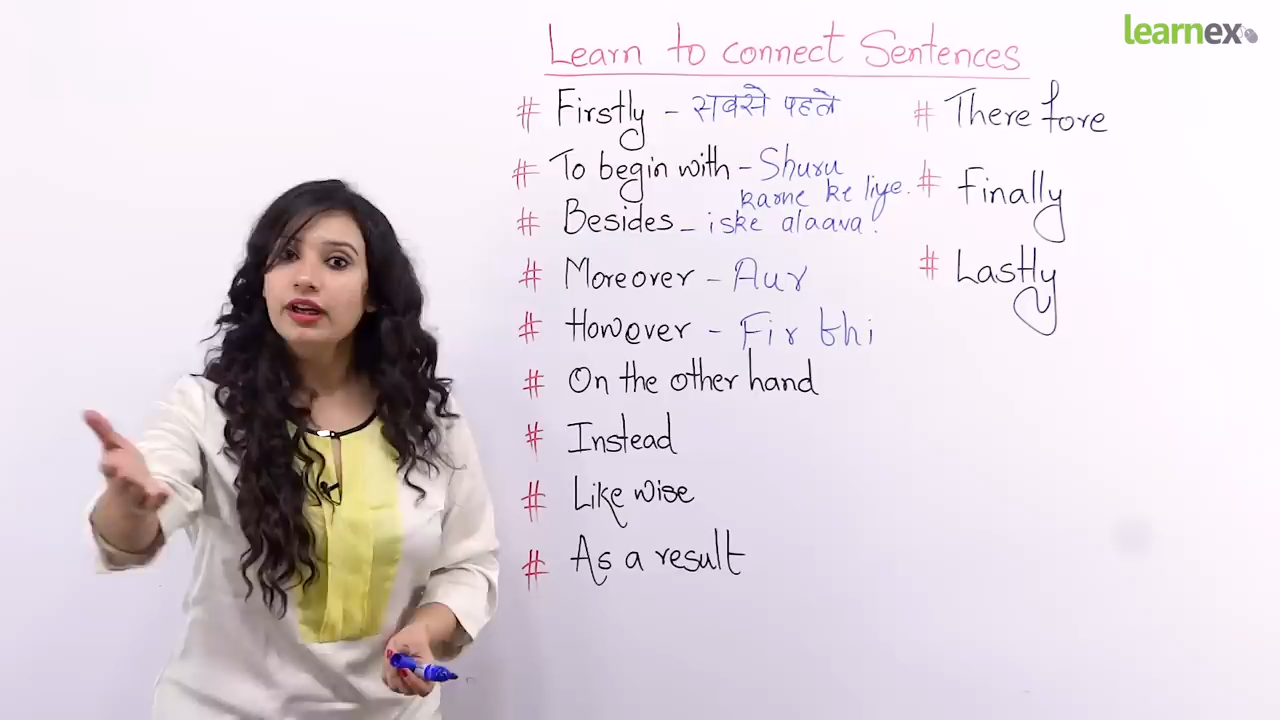 learnex
Learn to connect Sentences
# Firstly - सबसे पहले
# To begin with - Shuru
karne ke liye.
# Besides - iske alaava.
# Moreover - Aur
# However - Fir bhi
# On the other hand
# Instead
# Like wise
# As a result
# There fore
# Finally
# Lastly